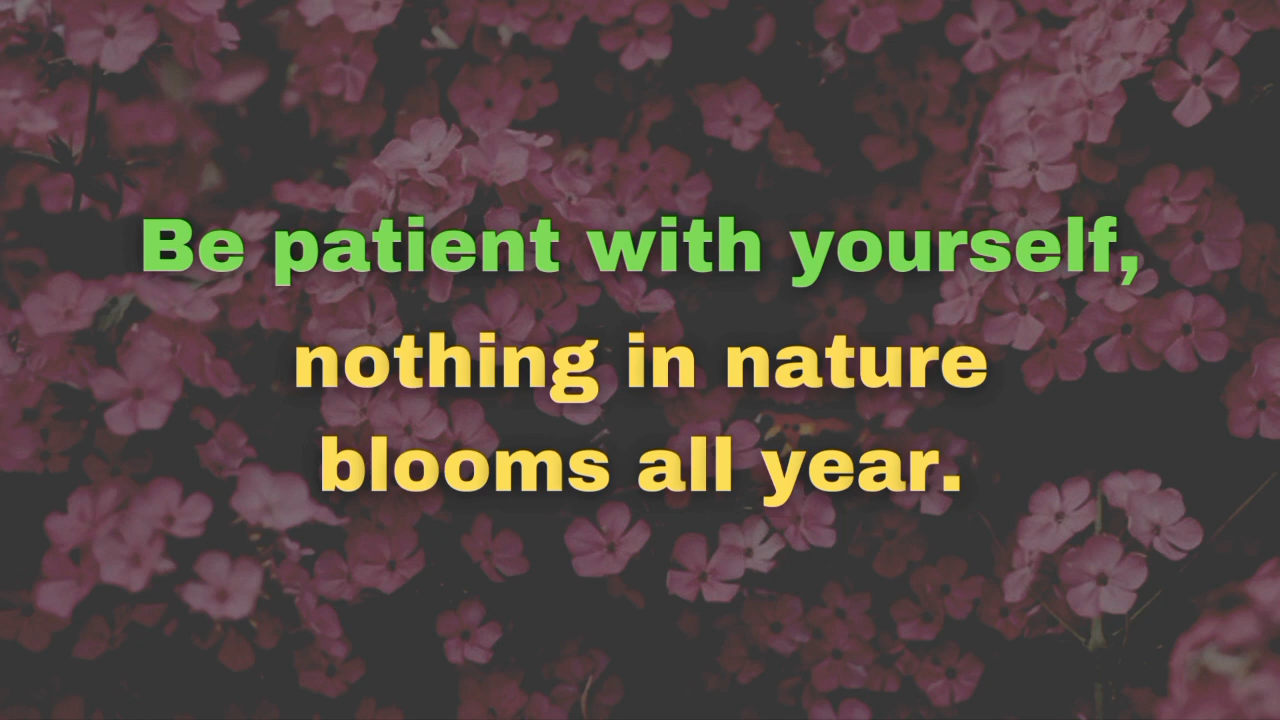 Be patient with yourself,
nothing in nature
blooms all year.